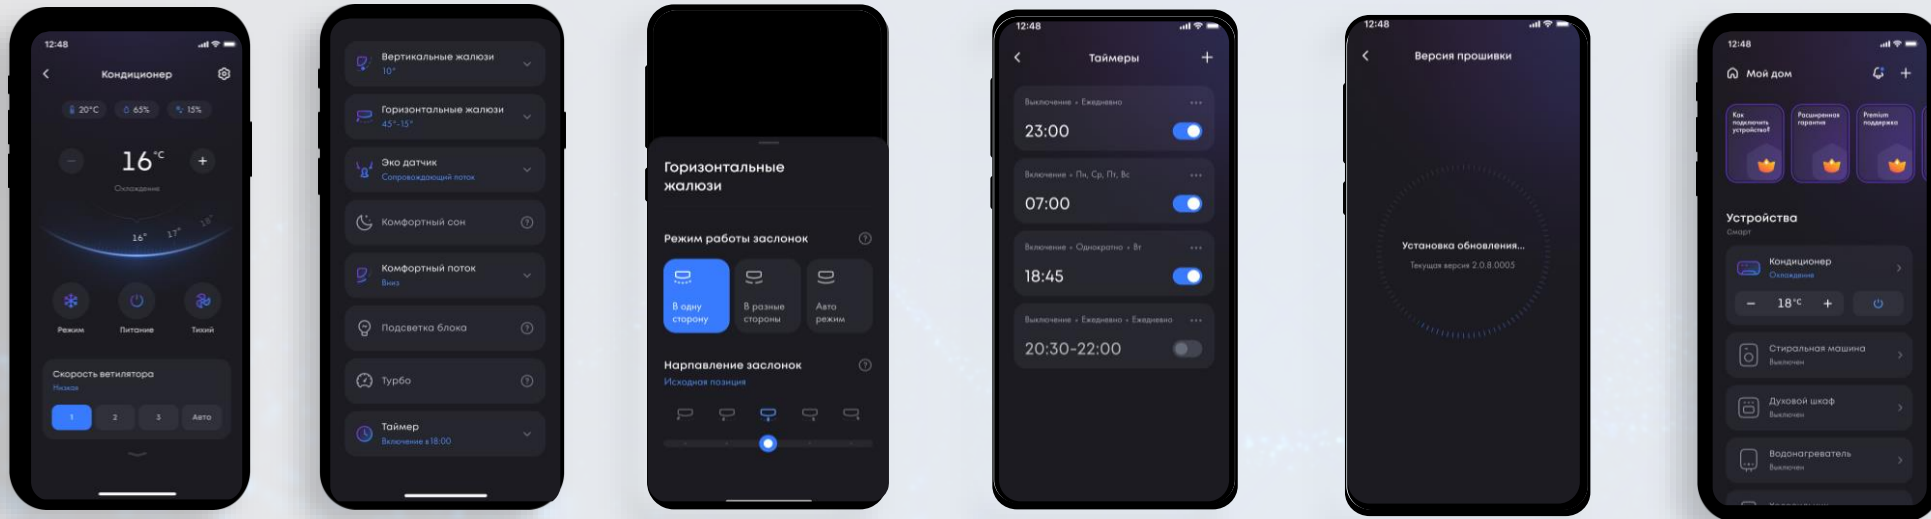 12:48
Кондиционер
20°C
65%
15%
16°C
Охлаждение
16°
17°
18°
Режим
Питание
Тихий
Скорость ветилятора
Низкая
1
2
3
Авто
Вертикальные жалюзи
10°
Горизонтальные жалюзи
45°-15°
Эко датчик
Сопровождающий поток
Комфортный сон
Комфортный поток
Вниз
Подсветка блока
Турбо
Таймер
Включение в 18:00
Горизонтальные
жалюзи
Режим работы заслонок
В одну
сторону
В разные
стороны
Авто
режим
Нарпавление заслонок
Исходная позиция
12:48
Таймеры
Выключение • Ежедневно
23:00
Включение • Пн, Ср, Пт, Вс
07:00
Включение • Однократно • Вт
18:45
Выключение • Ежедневно • Ежедневно
20:30-22:00
12:48
Версия прошивки
Установка обновления...
Текущая версия 2.0.8.0005
12:48
Мой дом
Как
подключить
устройство?
Расширенная
гарантия
Premium
поддержка
Устройства
Смарт
Кондиционер
Охлаждение
18°C
Стиральная машина
Выключен
Духовой шкаф
Выключен
Водонагреватель
Выключен